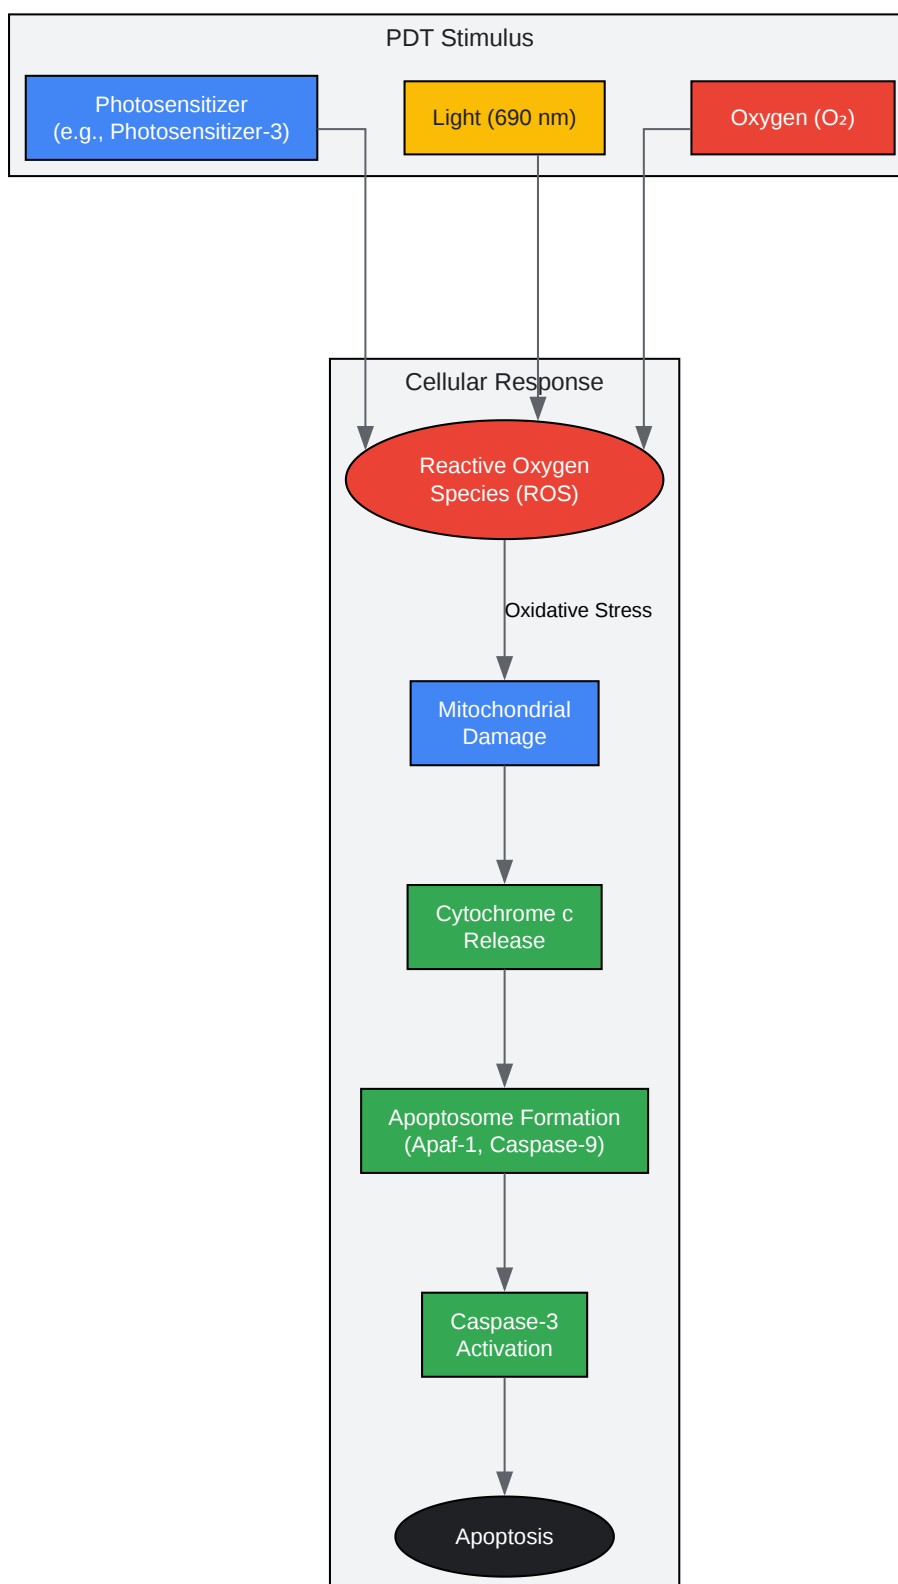 PDT Stimulus
Photosensitizer
(e.g., Photosensitizer-3)
Light (690 nm)
Oxygen (O₂)
Cellular Response
Reactive Oxygen
Species (ROS)
Oxidative Stress
Mitochondrial
Damage
Cytochrome c
Release
Apoptosome Formation
(Apaf-1, Caspase-9)
Caspase-3
Activation
Apoptosis